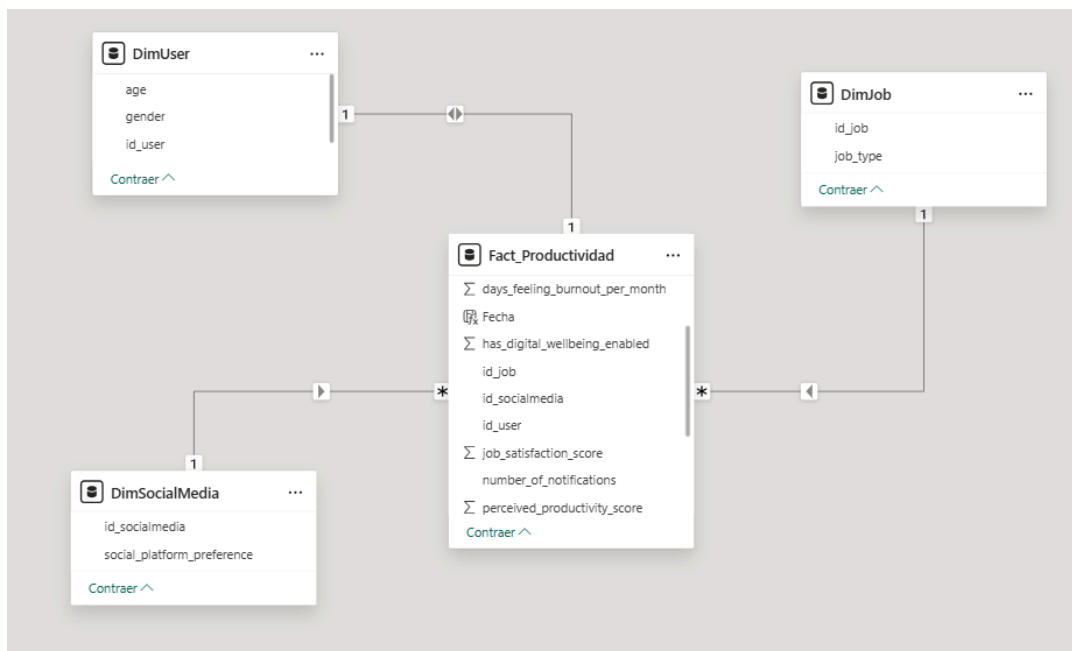 DimUser
...
age
gender
id_user
Contraer
1
DimJob
...
id_job
job_type
Contraer
1
1
Fact_Productividad
...
∑ days_feeling_burnout_per_month
Fecha
∑ has_digital_wellbeing_enabled
id_job
id_socialmedia
id_user
∑ job_satisfaction_score
number_of_notifications
∑ perceived_productivity_score
Contraer
*
*
1
DimSocialMedia
...
id_socialmedia
social_platform_preference
Contraer